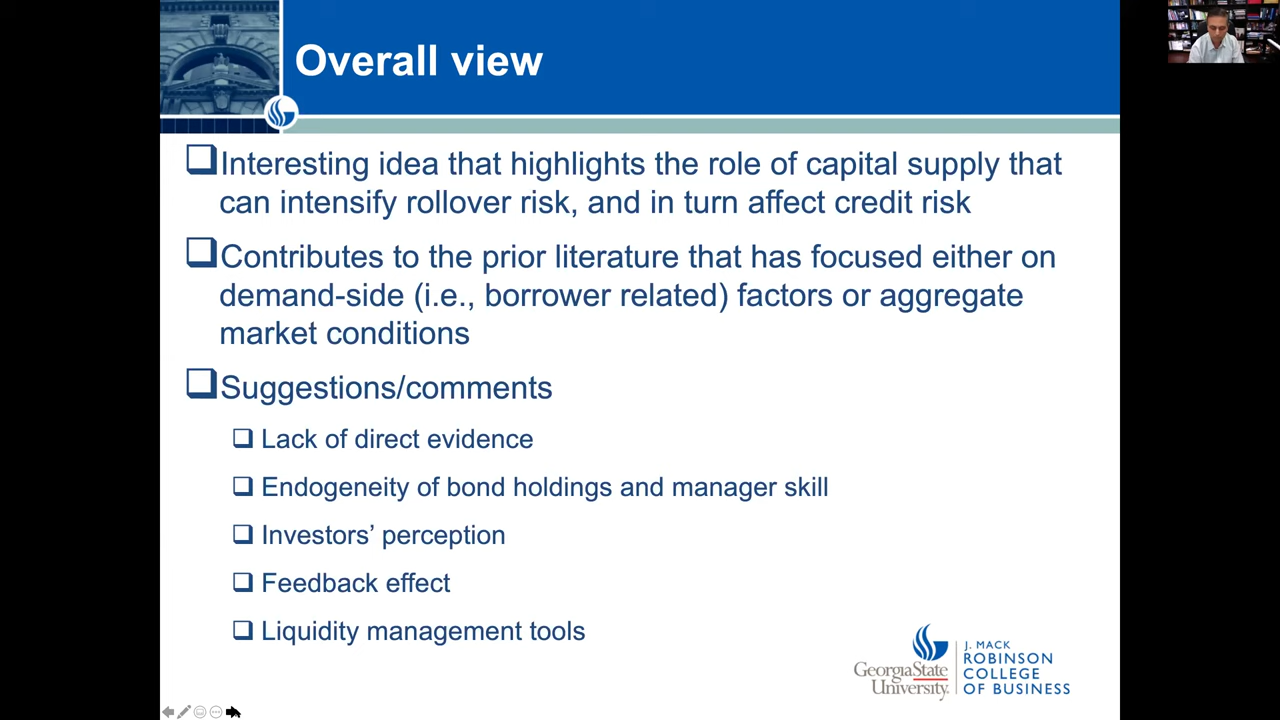 Overall view
Interesting idea that highlights the role of capital supply that
can intensify rollover risk, and in turn affect credit risk
Contributes to the prior literature that has focused either on
demand-side (i.e., borrower related) factors or aggregate
market conditions
Suggestions/comments
Lack of direct evidence
Endogeneity of bond holdings and manager skill
Investors’ perception
Feedback effect
Liquidity management tools
GeorgiaState
University
J. MACK
ROBINSON
COLLEGE
OF BUSINESS